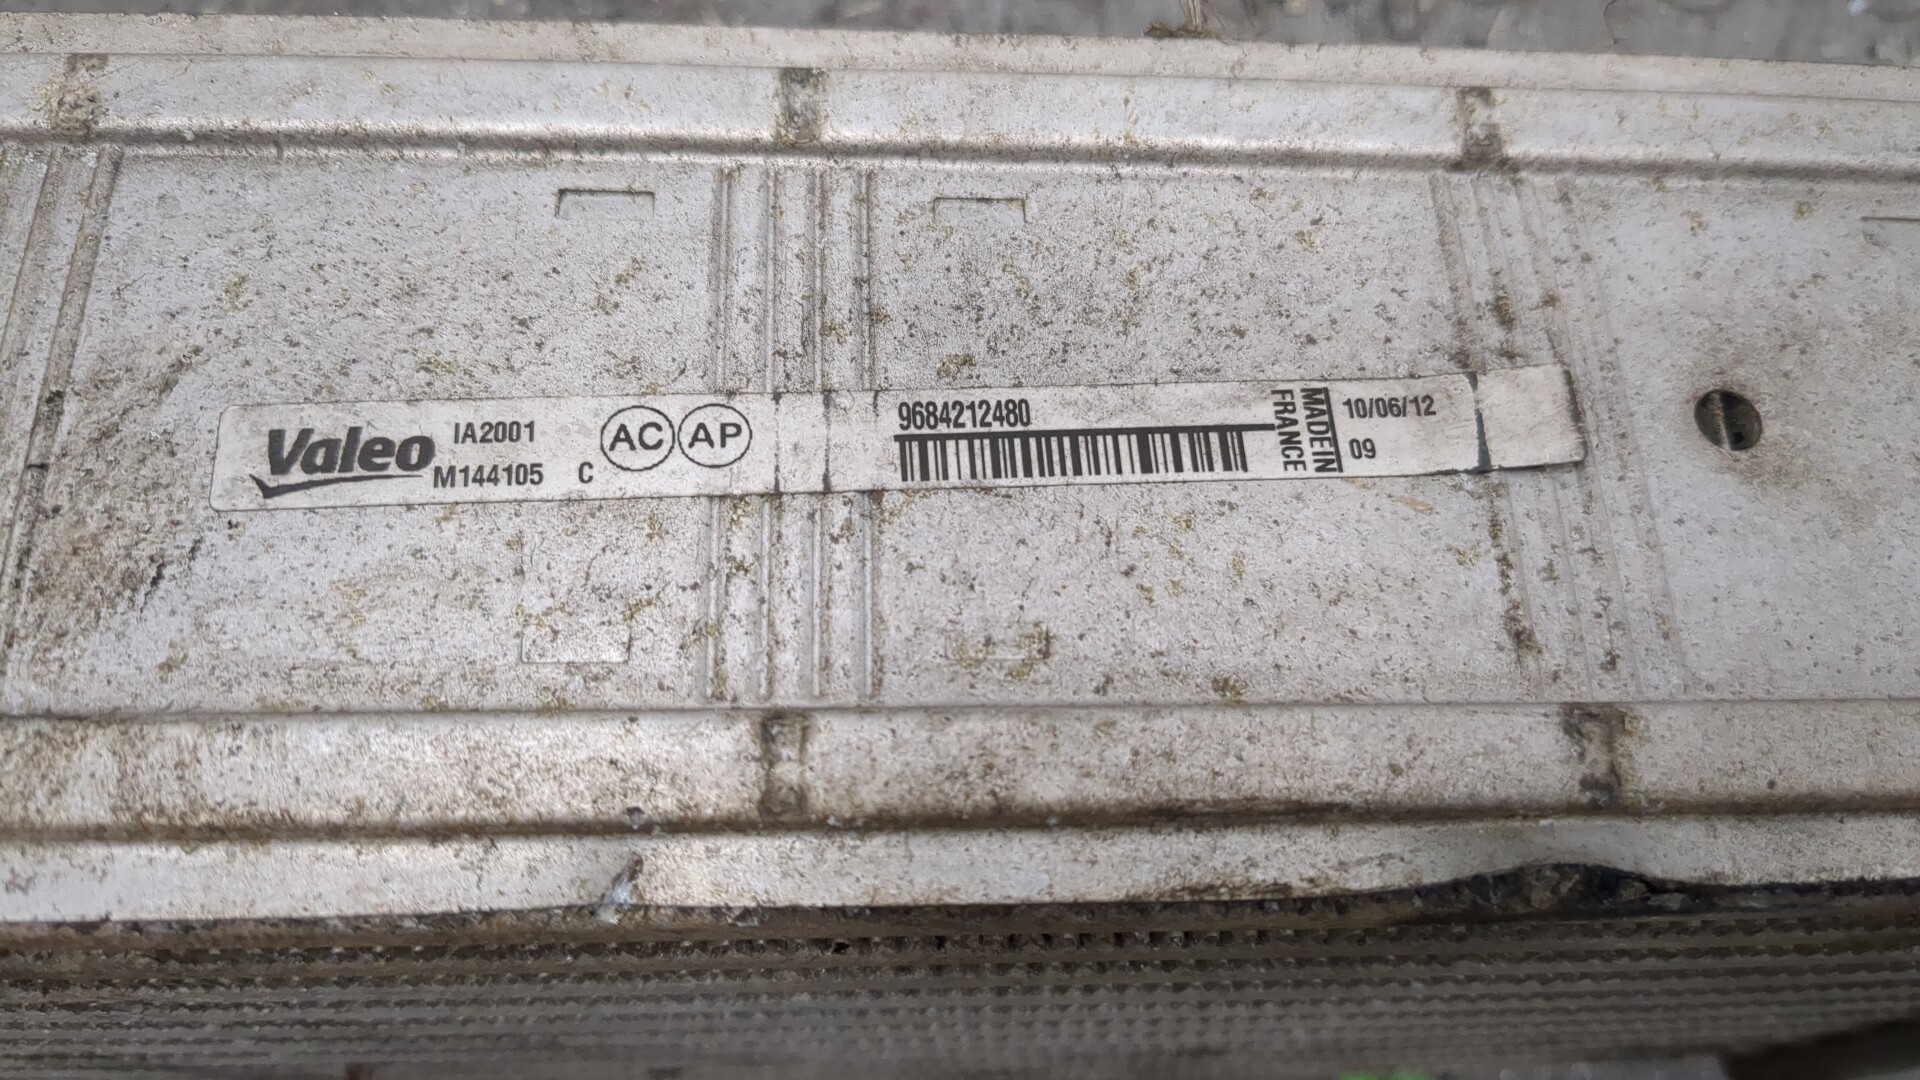 Valeo
IA2001
M144105 C
AC AP
9684212480
MADE IN
FRANCE
10/06/12
09